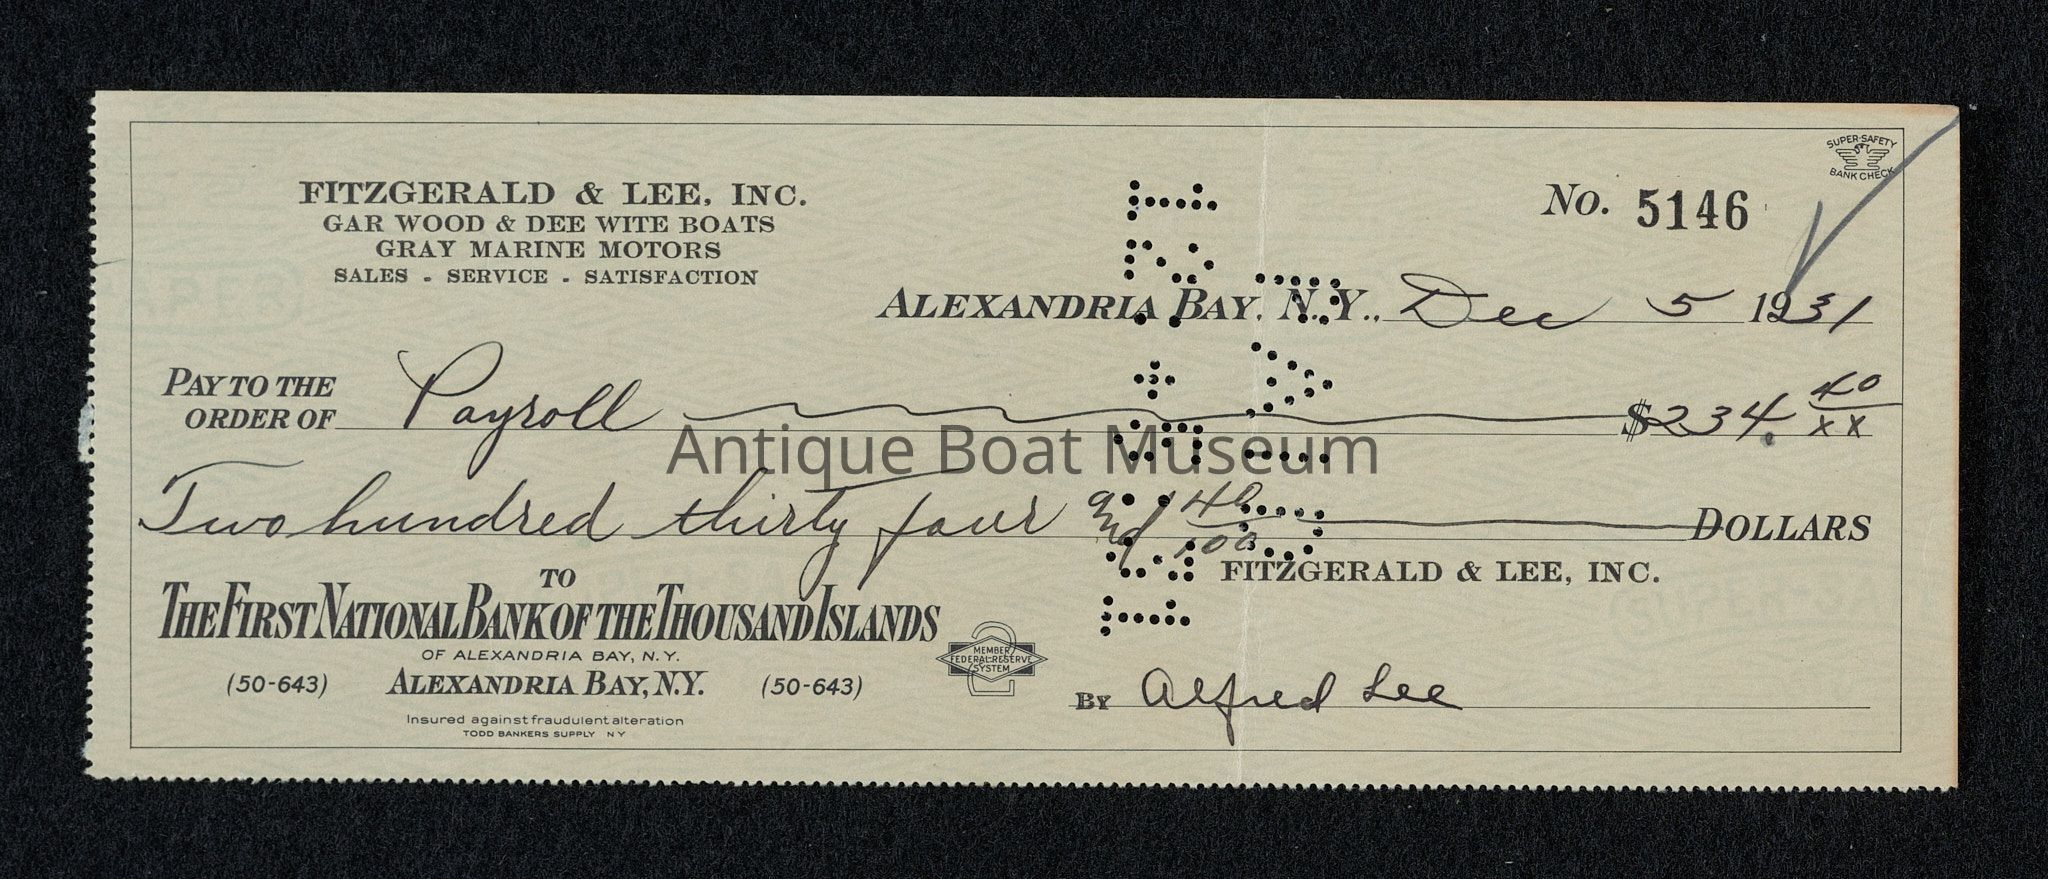 SUPER-SAFETY
BANK CHECK
FITZGERALD & LEE, INC.
GAR WOOD & DEE WITE BOATS
GRAY MARINE MOTORS
SALES - SERVICE - SATISFACTION
No. 5146
ALEXANDRIA BAY, N.Y., Dec 5 1931
PAY TO THE
ORDER OF Payroll $234. 40/xx
Antique Boat Museum
Two hundred thirty four and 40/100 DOLLARS
TO
THE FIRST NATIONAL BANK OF THE THOUSAND ISLANDS
OF ALEXANDRIA BAY, N.Y.
(50-643) ALEXANDRIA BAY, N.Y. (50-643)
Insured against fraudulent alteration
TODD BANKERS SUPPLY N Y
2
MEMBER
FEDERAL RESERVE
SYSTEM
FITZGERALD & LEE, INC.
BY Alfred Lee